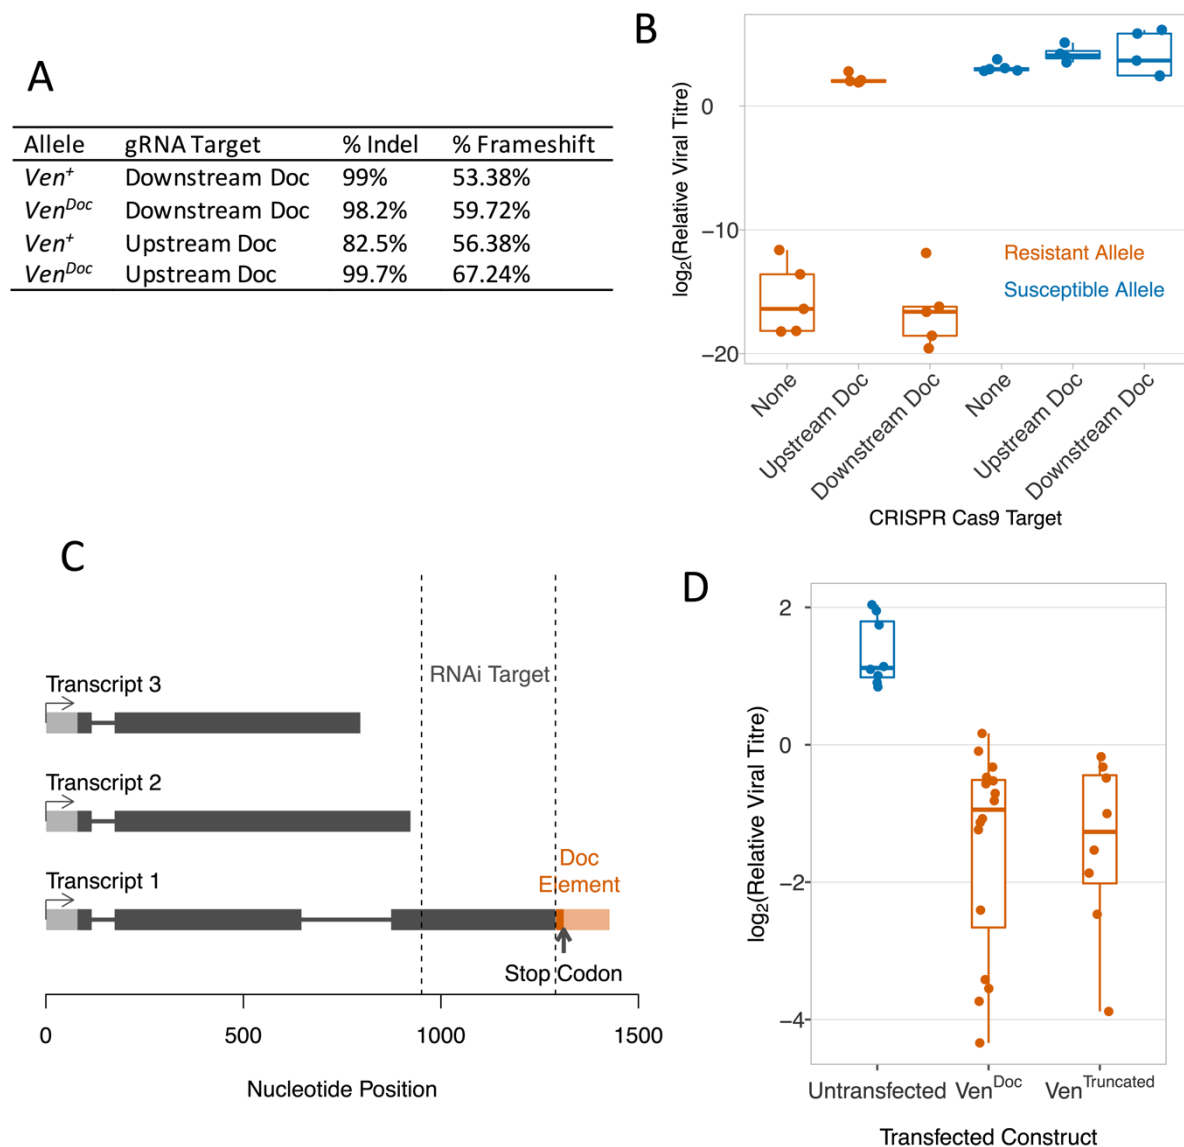 A
Allele gRNA Target % Indel % Frameshift
Ven+ Downstream Doc 99% 53.38%
VenDoc Downstream Doc 98.2% 59.72%
Ven+ Upstream Doc 82.5% 56.38%
VenDoc Upstream Doc 99.7% 67.24%
B
log2(Relative Viral Titre)
0
−10
−20
Resistant Allele
Susceptible Allele
None
Upstream Doc
Downstream Doc
None
Upstream Doc
Downstream Doc
CRISPR Cas9 Target
C
RNAi Target
Transcript 3
Transcript 2
Transcript 1
Doc
Element
Stop Codon
0 500 1000 1500
Nucleotide Position
D
log2(Relative Viral Titre)
2
0
−2
−4
Untransfected VenDoc VenTruncated
Transfected Construct